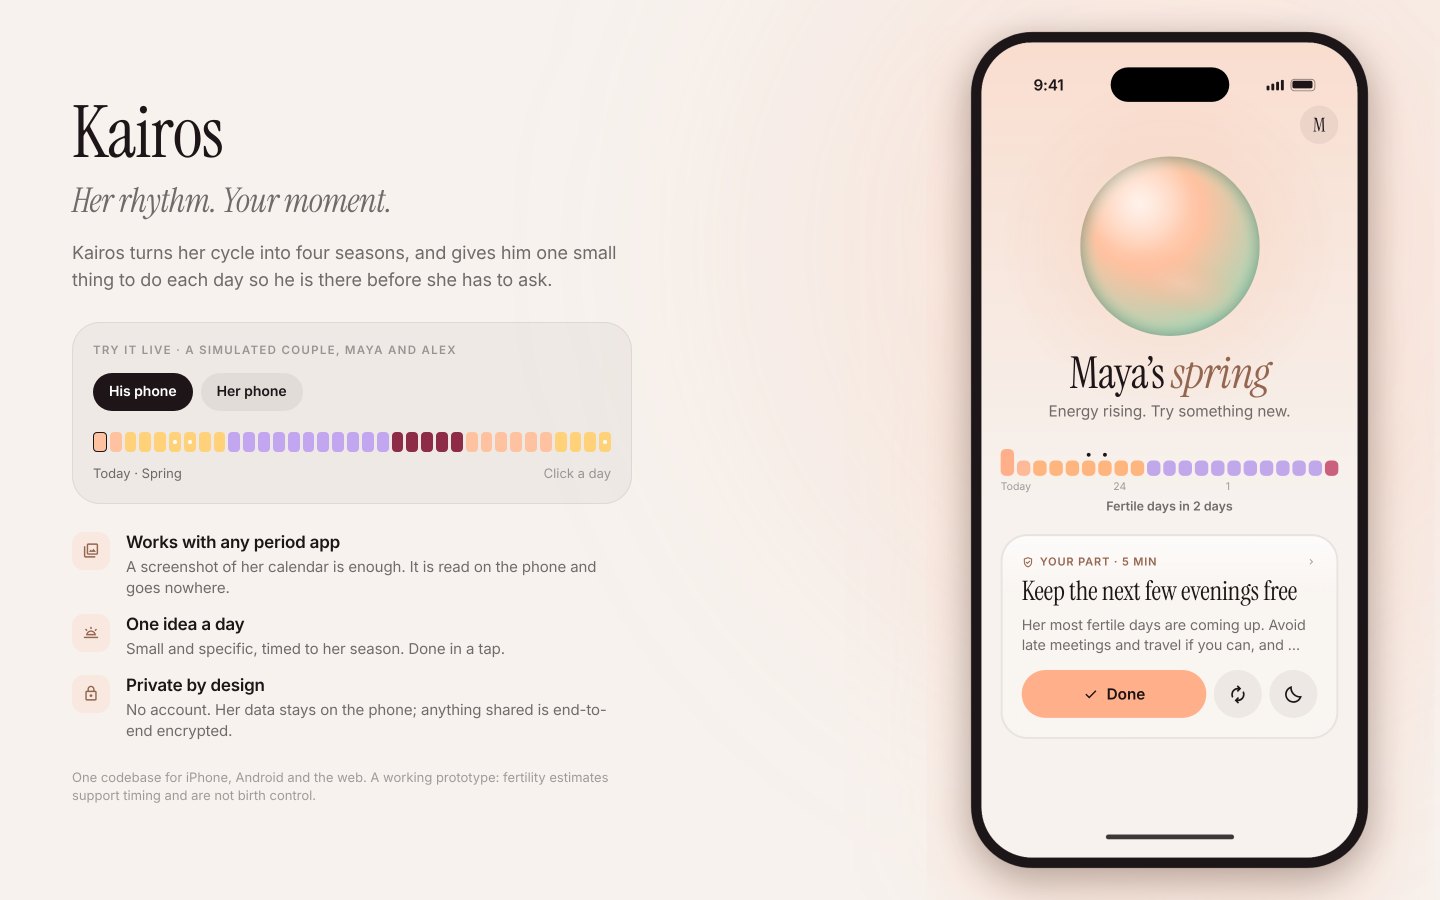 Kairos
Her rhythm. Your moment.
Kairos turns her cycle into four seasons, and gives him one small
thing to do each day so he is there before she has to ask.
TRY IT LIVE · A SIMULATED COUPLE, MAYA AND ALEX
His phone
Her phone
Today · Spring
Click a day
Works with any period app
A screenshot of her calendar is enough. It is read on the phone and
goes nowhere.
One idea a day
Small and specific, timed to her season. Done in a tap.
Private by design
No account. Her data stays on the phone; anything shared is end-to-
end encrypted.
One codebase for iPhone, Android and the web. A working prototype: fertility estimates
support timing and are not birth control.
9:41
M
Maya's spring
Energy rising. Try something new.
Today
24
1
Fertile days in 2 days
YOUR PART · 5 MIN
Keep the next few evenings free
Her most fertile days are coming up. Avoid
late meetings and travel if you can, and ...
Done